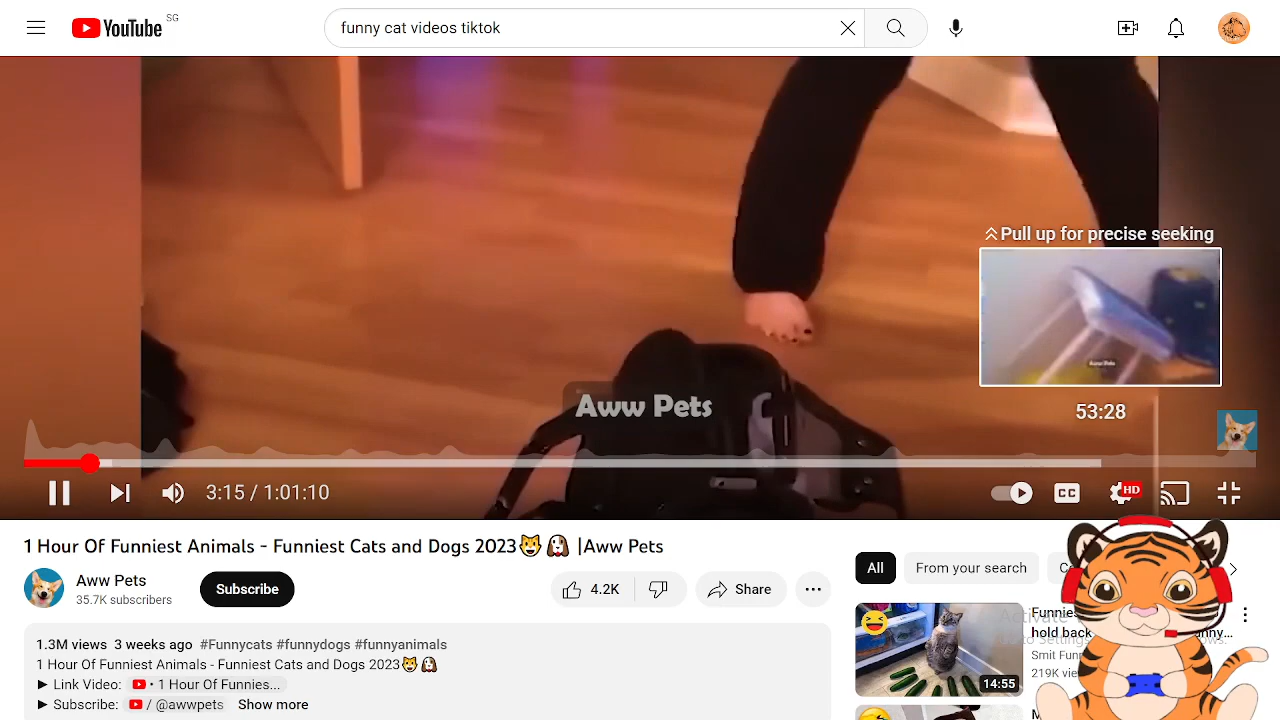 YouTube SG
funny cat videos tiktok
Pull up for precise seeking
Aww Pets
53:28
3:15 / 1:01:10
CC
HD
1 Hour Of Funniest Animals - Funniest Cats and Dogs 2023🐱🐶 |Aww Pets
Aww Pets
35.7K subscribers
Subscribe
4.2K
Share
1.3M views 3 weeks ago #Funnycats #funnydogs #funnyanimals
1 Hour Of Funniest Animals - Funniest Cats and Dogs 2023🐱🐶
► Link Video: • 1 Hour Of Funnies...
► Subscribe: / @awwpets Show more
All
From your search
14:55
hold back
219K